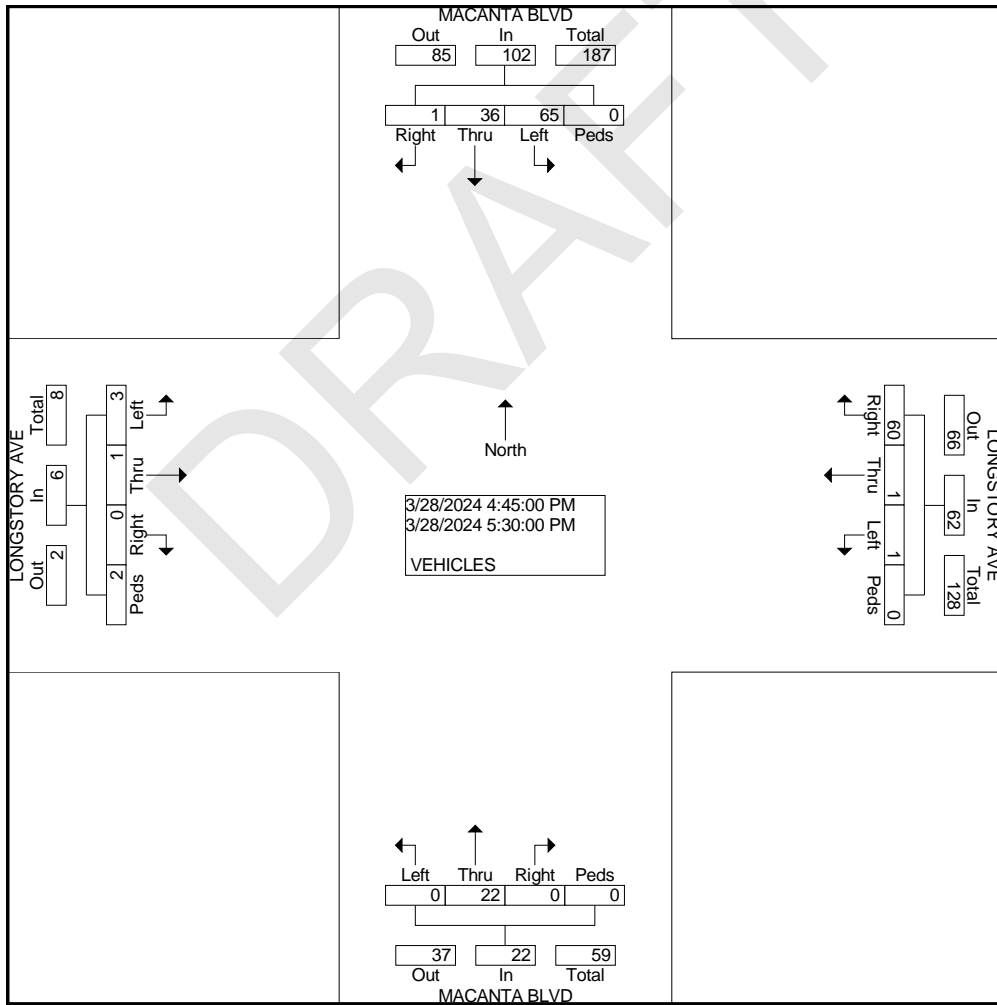 MACANTA BLVD
Out In Total
85 102 187
1 36 65 0
Right Thru Left Peds
LONGSTORY AVE
Total In Out
8 6 2
3 1 0 2
Left Thru Right Peds
North
3/28/2024 4:45:00 PM
3/28/2024 5:30:00 PM
VEHICLES
LONGSTORY AVE
Out In Total
66 62 128
60 1 1 0
Right Thru Left Peds
Left Thru Right Peds
0 22 0 0
37 22 59
Out In Total
MACANTA BLVD
DRAFT